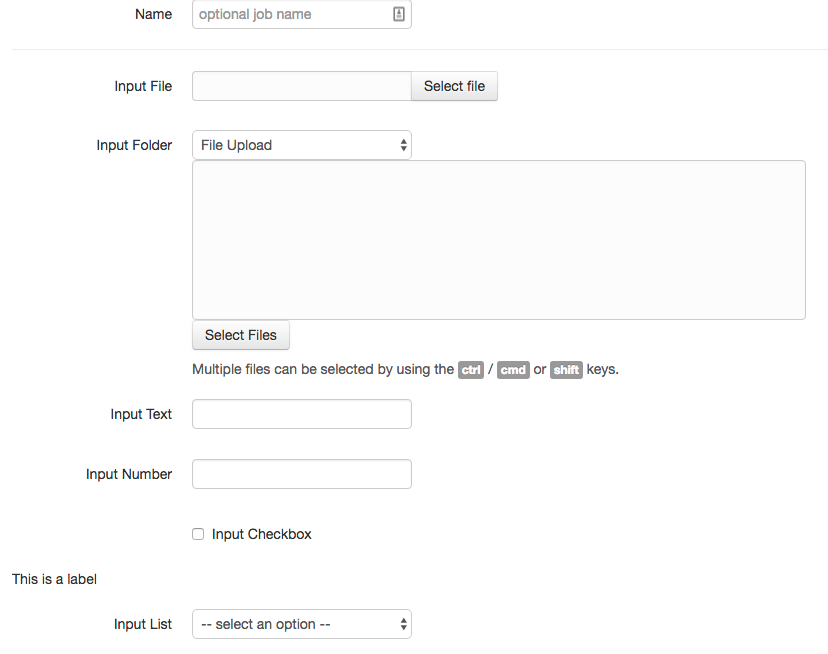 Name optional job name
Input File Select file
Input Folder File Upload
Select Files
Multiple files can be selected by using the ctrl / cmd or shift keys.
Input Text
Input Number
Input Checkbox
This is a label
Input List -- select an option --